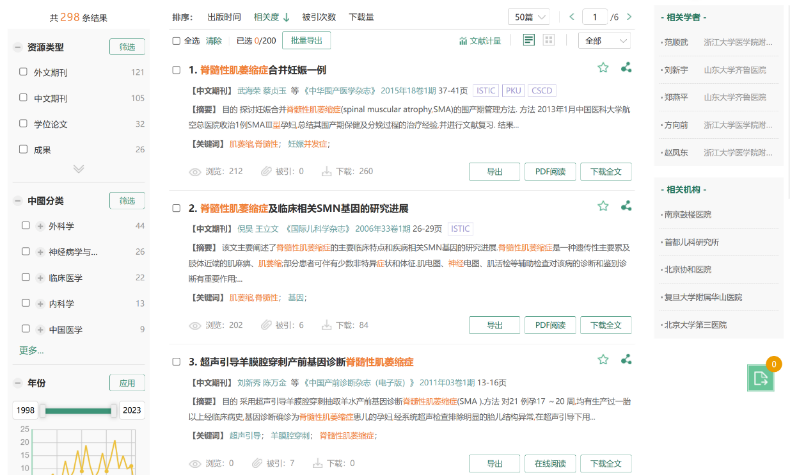 共 298 条结果
排序： 出版时间 相关度 被引次数 下载量 50篇 1 /6
全选 清除 已选 0/200 批量导出 文献计量 全部
资源类型 筛选
外文期刊 121
中文期刊 105
学位论文 32
成果 26
中图分类 筛选
外科学 44
神经病学与... 26
临床医学 22
内科学 13
中国医学 9
更多...
年份 应用
1998 2023
25
20
15
10
1. 脊髓性肌萎缩症合并妊娠一例
【中文期刊】 武海荣 蔡贞玉 等 《中华围产医学杂志》 2015年18卷1期 37-41页 ISTIC PKU CSCD
【摘要】 目的 探讨妊娠合并脊髓性肌萎缩症(spinal muscular atrophy,SMA)的围产期管理方法. 方法 2013年1月中国医科大学航
空总医院收治1例SMAⅢ型孕妇,总结其围产期保健及分娩过程的治疗经验,并进行文献复习. 结果...
【关键词】 肌萎缩,脊髓性; 妊娠并发症;
浏览：212 被引：0 下载：260 导出 PDF阅读 下载全文
2. 脊髓性肌萎缩症及临床相关SMN基因的研究进展
【中文期刊】 倪昊 王立文 《国际儿科学杂志》 2006年33卷1期 26-29页 ISTIC
【摘要】 该文主要阐述了脊髓性肌萎缩症的主要临床特点和疾病相关SMN基因的研究进展.脊髓性肌萎缩症是一种遗传性主要累及
肢体近端的肌麻痹、肌萎缩;部分患者可伴有少数非特异症状和体征.肌电图、神经电图、肌活检等辅助检查对该病的诊断和鉴别诊
断有重要作用;...
【关键词】 肌萎缩,脊髓性; 基因;
浏览：202 被引：6 下载：84 导出 PDF阅读 下载全文
3. 超声引导羊膜腔穿刺产前基因诊断脊髓性肌萎缩症
【中文期刊】 刘新秀 陈万金 等 《中国产前诊断杂志（电子版）》 2011年03卷1期 13-16页
【摘要】 目的 采用超声引导羊膜腔穿刺抽取羊水产前基因诊断脊髓性肌萎缩症(SMA ).方法 对21 例孕17 ～20 周,均有生产过一胎
以上经临床病史,基因诊断确诊为脊髓性肌萎缩症患儿的孕妇,经系统超声检查排除明显的胎儿结构异常,在超声引导下用...
【关键词】 超声引导; 羊膜腔穿刺; 脊髓性肌萎缩症;
浏览：0 被引：7 下载：0 导出 在线阅读 下载全文
- 相关学者 -
范顺武 浙江大学医学院附...
刘新宇 山东大学齐鲁医院
郑燕平 山东大学齐鲁医院
方向前 浙江大学医学院附...
赵凤东 浙江大学医学院附...
- 相关机构 -
南京鼓楼医院
首都儿科研究所
北京协和医院
复旦大学附属华山医院
北京大学第三医院
0